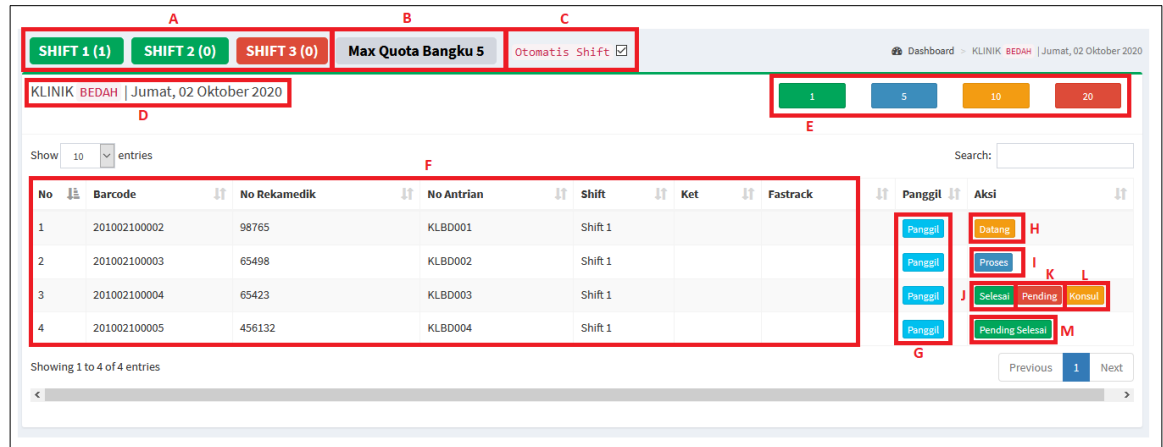 A B C
SHIFT 1 (1) SHIFT 2 (0) SHIFT 3 (0) Max Quota Bangku 5 Otomatis Shift Dashboard > KLINIK BEDAH | Jumat, 02 Oktober 2020
KLINIK BEDAH | Jumat, 02 Oktober 2020 1 5 10 20
D E
Show 10 entries Search:
F
No Barcode No Rekamedik No Antrian Shift Ket Fastrack Panggil Aksi
1 201002100002 98765 KLBD001 Shift 1 Panggil Datang H
2 201002100003 65498 KLBD002 Shift 1 Panggil Proses I
K L
3 201002100004 65423 KLBD003 Shift 1 Panggil J Selesai Pending Konsul
4 201002100005 456132 KLBD004 Shift 1 Panggil Pending Selesai M
G
Showing 1 to 4 of 4 entries Previous 1 Next